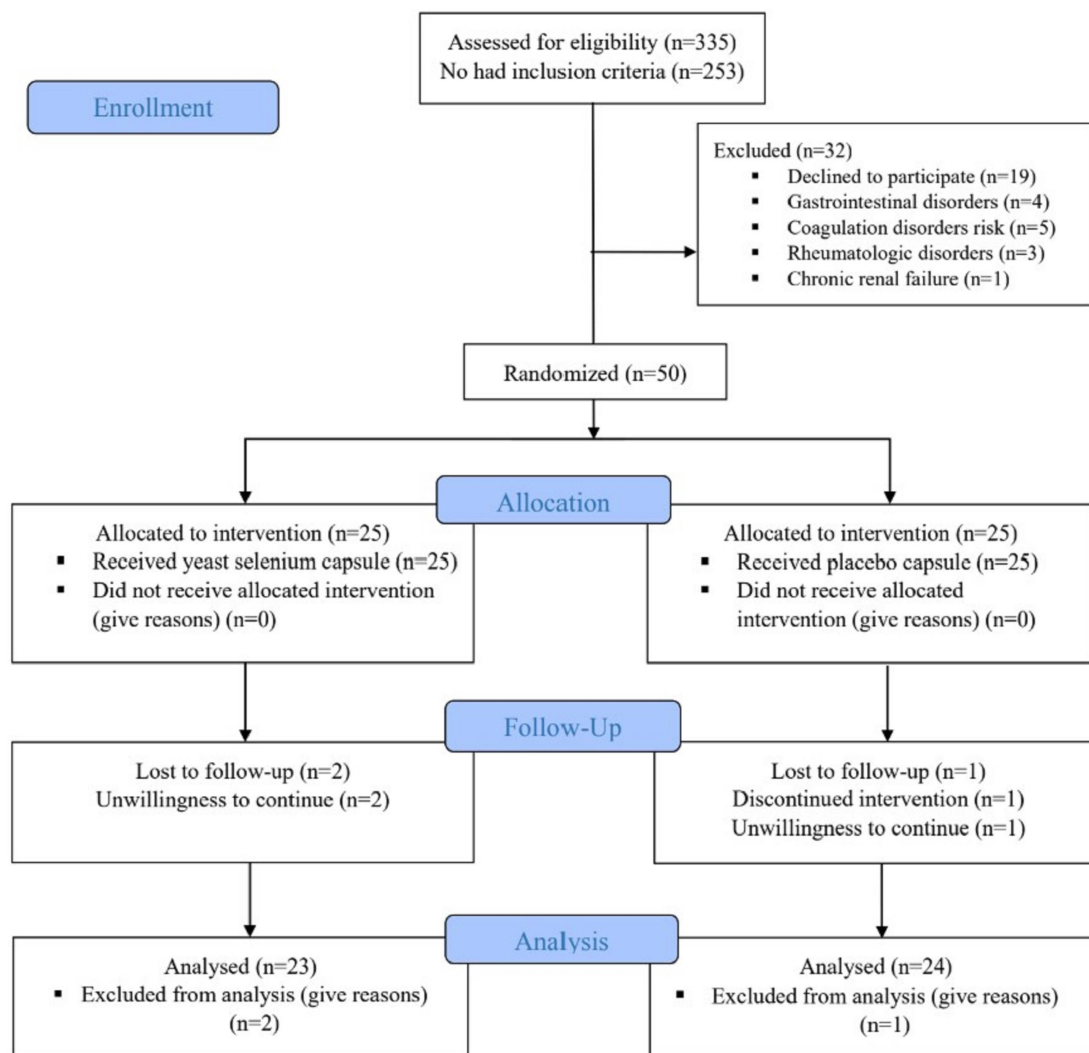 Assessed for eligibility (n=335)
No had inclusion criteria (n=253)
Enrollment
Excluded (n=32)
▪ Declined to participate (n=19)
▪ Gastrointestinal disorders (n=4)
▪ Coagulation disorders risk (n=5)
▪ Rheumatologic disorders (n=3)
▪ Chronic renal failure (n=1)
Randomized (n=50)
Allocation
Allocated to intervention (n=25)
▪ Received yeast selenium capsule (n=25)
▪ Did not receive allocated intervention
(give reasons) (n=0)
Allocated to intervention (n=25)
▪ Received placebo capsule (n=25)
▪ Did not receive allocated
intervention (give reasons) (n=0)
Follow-Up
Lost to follow-up (n=2)
Unwillingness to continue (n=2)
Lost to follow-up (n=1)
Discontinued intervention (n=1)
Unwillingness to continue (n=1)
Analysis
Analysed (n=23)
▪ Excluded from analysis (give reasons)
(n=2)
Analysed (n=24)
▪ Excluded from analysis (give reasons)
(n=1)